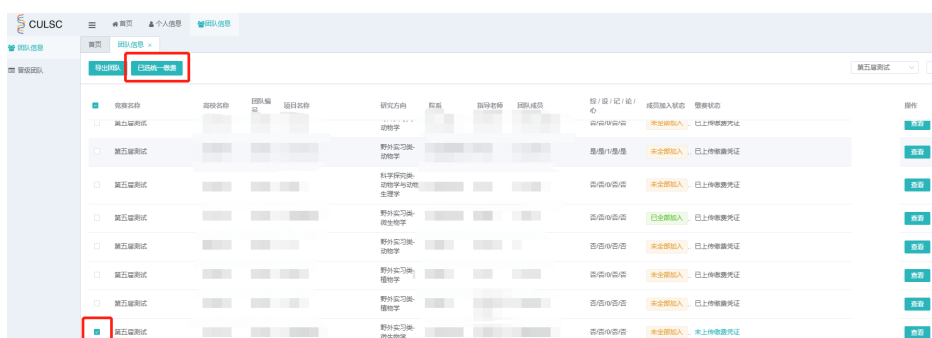 CULSC
首页 个人信息 团队信息
团队信息
首页 团队信息 ×
晋级团队
导出团队 已选统一缴费
第五届测试
竞赛名称 高校名称 团队编号 项目名称 研究方向 院系 指导老师 团队成员 综/设/记/论/心 成员加入状态 缴费状态 操作
第五届测试 动物学 否/否/0/否/否 未全部加入 已上传缴费凭证 查看
第五届测试 野外实习类-动物学 是/是/1/是/是 未全部加入 已上传缴费凭证 查看
第五届测试 科学探究类-动物学与动物生理学 否/否/0/否/否 未全部加入 已上传缴费凭证 查看
第五届测试 野外实习类-微生物学 否/否/0/否/否 已全部加入 已上传缴费凭证 查看
第五届测试 野外实习类-动物学 否/否/0/否/否 未全部加入 已上传缴费凭证 查看
第五届测试 野外实习类-植物学 否/否/0/否/否 未全部加入 已上传缴费凭证 查看
第五届测试 野外实习类-植物学 否/否/0/否/否 未全部加入 已上传缴费凭证 查看
第五届测试 野外实习类-微生物学 否/否/0/否/否 未全部加入 未上传缴费凭证 查看